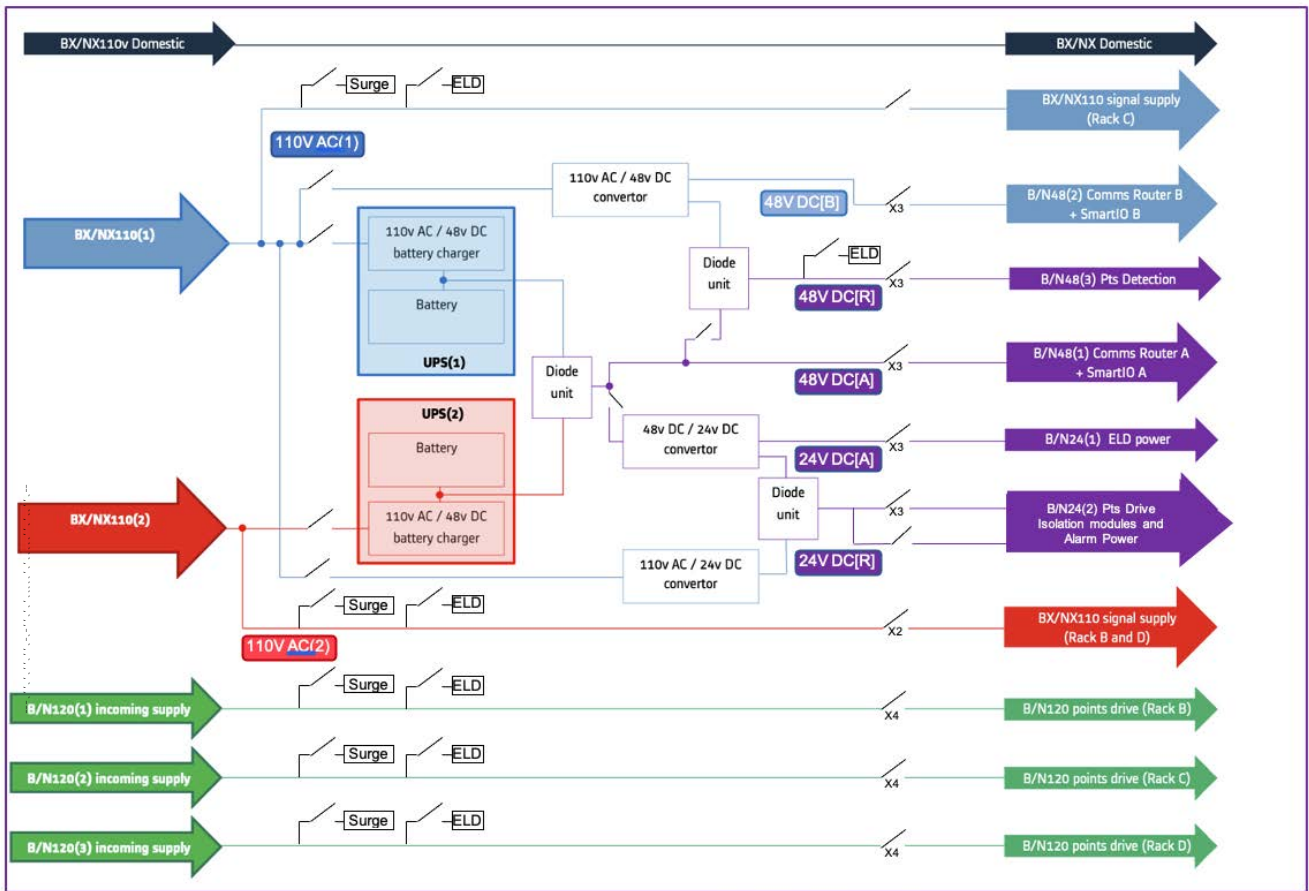 BX/NX110v Domestic
BX/NX Domestic
Surge
ELD
BX/NX110 signal supply
(Rack C)
110V AC(1)
110v AC / 48v DC
convertor
48V DC[B]
X3
B/N48(2) Comms Router B
+ SmartIO B
BX/NX110(1)
110v AC / 48v DC
battery charger
Battery
UPS(1)
Diode
unit
ELD
48V DC[R]
X3
B/N48(3) Pts Detection
Diode
unit
48V DC[A]
X3
B/N48(1) Comms Router A
+ SmartIO A
UPS(2)
Battery
110v AC / 48v DC
battery charger
48v DC / 24v DC
convertor
24V DC[A]
X3
B/N24(1) ELD power
BX/NX110(2)
Diode
unit
X3
B/N24(2) Pts Drive
Isolation modules and
Alarm Power
24V DC[R]
110v AC / 24v DC
convertor
Surge
ELD
110V AC(2)
X2
BX/NX110 signal supply
(Rack B and D)
B/N120(1) incoming supply
Surge
ELD
X4
B/N120 points drive (Rack B)
B/N120(2) incoming supply
Surge
ELD
X4
B/N120 points drive (Rack C)
B/N120(3) incoming supply
Surge
ELD
X4
B/N120 points drive (Rack D)